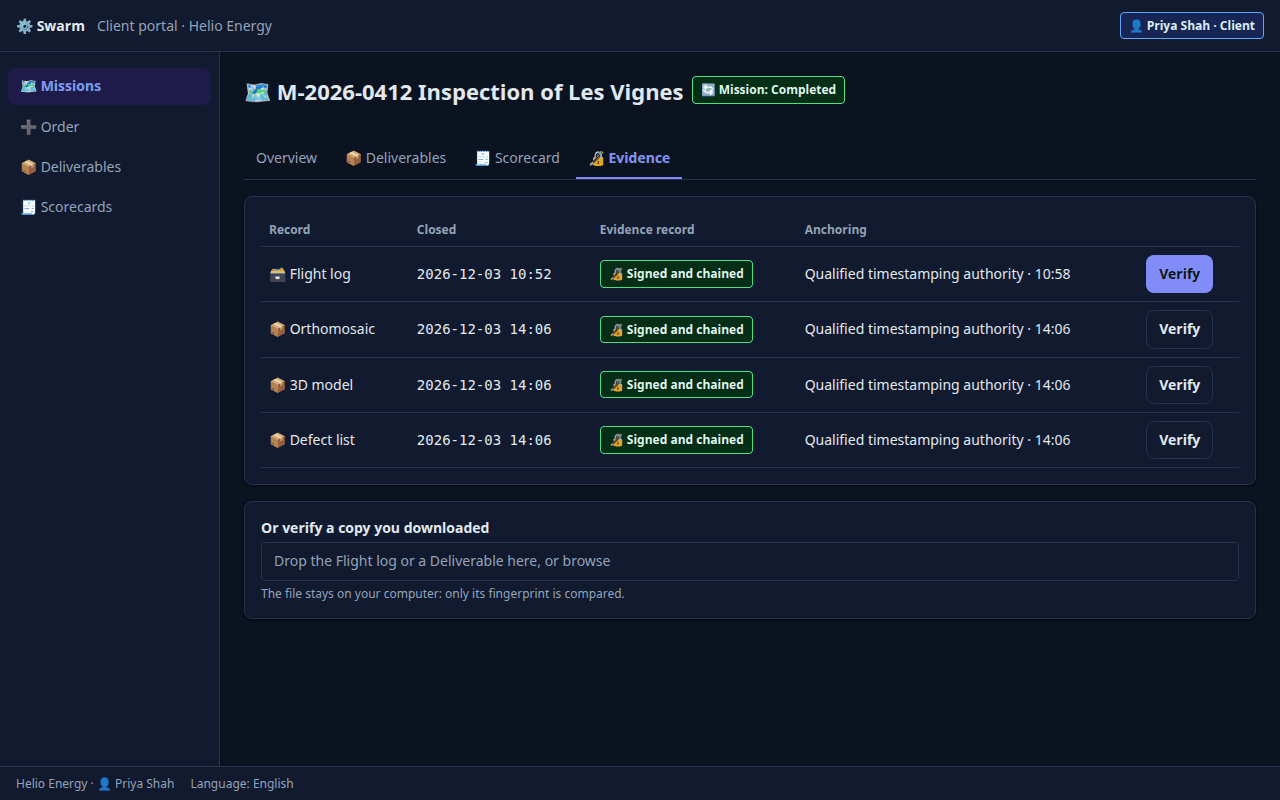 Swarm Client portal · Helio Energy
Priya Shah · Client
Missions
Order
Deliverables
Scorecards
M-2026-0412 Inspection of Les Vignes
Mission: Completed
Overview Deliverables Scorecard Evidence
Record Closed Evidence record Anchoring
Flight log 2026-12-03 10:52 Signed and chained Qualified timestamping authority · 10:58 Verify
Orthomosaic 2026-12-03 14:06 Signed and chained Qualified timestamping authority · 14:06 Verify
3D model 2026-12-03 14:06 Signed and chained Qualified timestamping authority · 14:06 Verify
Defect list 2026-12-03 14:06 Signed and chained Qualified timestamping authority · 14:06 Verify
Or verify a copy you downloaded
Drop the Flight log or a Deliverable here, or browse
The file stays on your computer: only its fingerprint is compared.
Helio Energy · Priya Shah Language: English